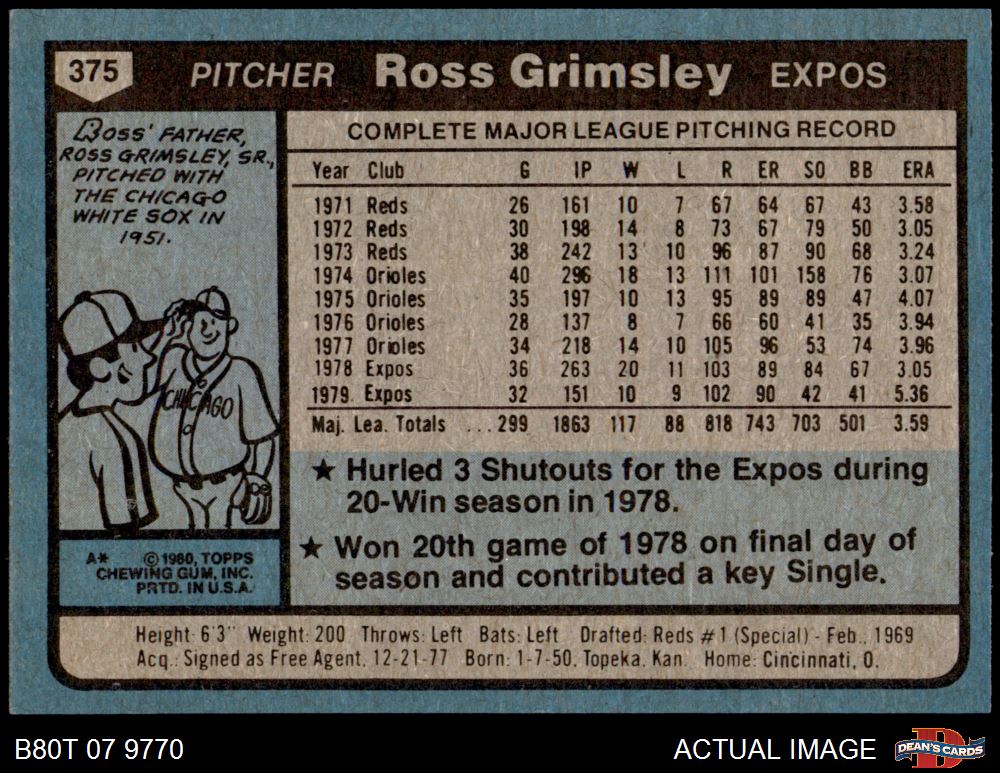 375 PITCHER Ross Grimsley EXPOS
ROSS' FATHER,
ROSS GRIMSLEY, SR.,
PITCHED WITH
THE CHICAGO
WHITE SOX IN
1951.
CHICAGO
A* © 1980, TOPPS
CHEWING GUM, INC.
PRTD. IN U.S.A.
COMPLETE MAJOR LEAGUE PITCHING RECORD
Year Club G IP W L R ER SO BB ERA
1971 Reds 26 161 10 7 67 64 67 43 3.58
1972 Reds 30 198 14 8 73 67 79 50 3.05
1973 Reds 38 242 13 10 96 87 90 68 3.24
1974 Orioles 40 296 18 13 111 101 158 76 3.07
1975 Orioles 35 197 10 13 95 89 89 47 4.07
1976 Orioles 28 137 8 7 66 60 41 35 3.94
1977 Orioles 34 218 14 10 105 96 53 74 3.96
1978 Expos 36 263 20 11 103 89 84 67 3.05
1979 Expos 32 151 10 9 102 90 42 41 5.36
Maj. Lea. Totals ... 299 1863 117 88 818 743 703 501 3.59
★ Hurled 3 Shutouts for the Expos during
20-Win season in 1978.
★ Won 20th game of 1978 on final day of
season and contributed a key Single.
Height: 6'3" Weight: 200 Throws: Left Bats: Left Drafted: Reds #1 (Special) - Feb., 1969
Acq.: Signed as Free Agent, 12-21-77 Born: 1-7-50, Topeka, Kan. Home: Cincinnati, O.
B80T 07 9770
ACTUAL IMAGE
D
DEAN'S CARDS